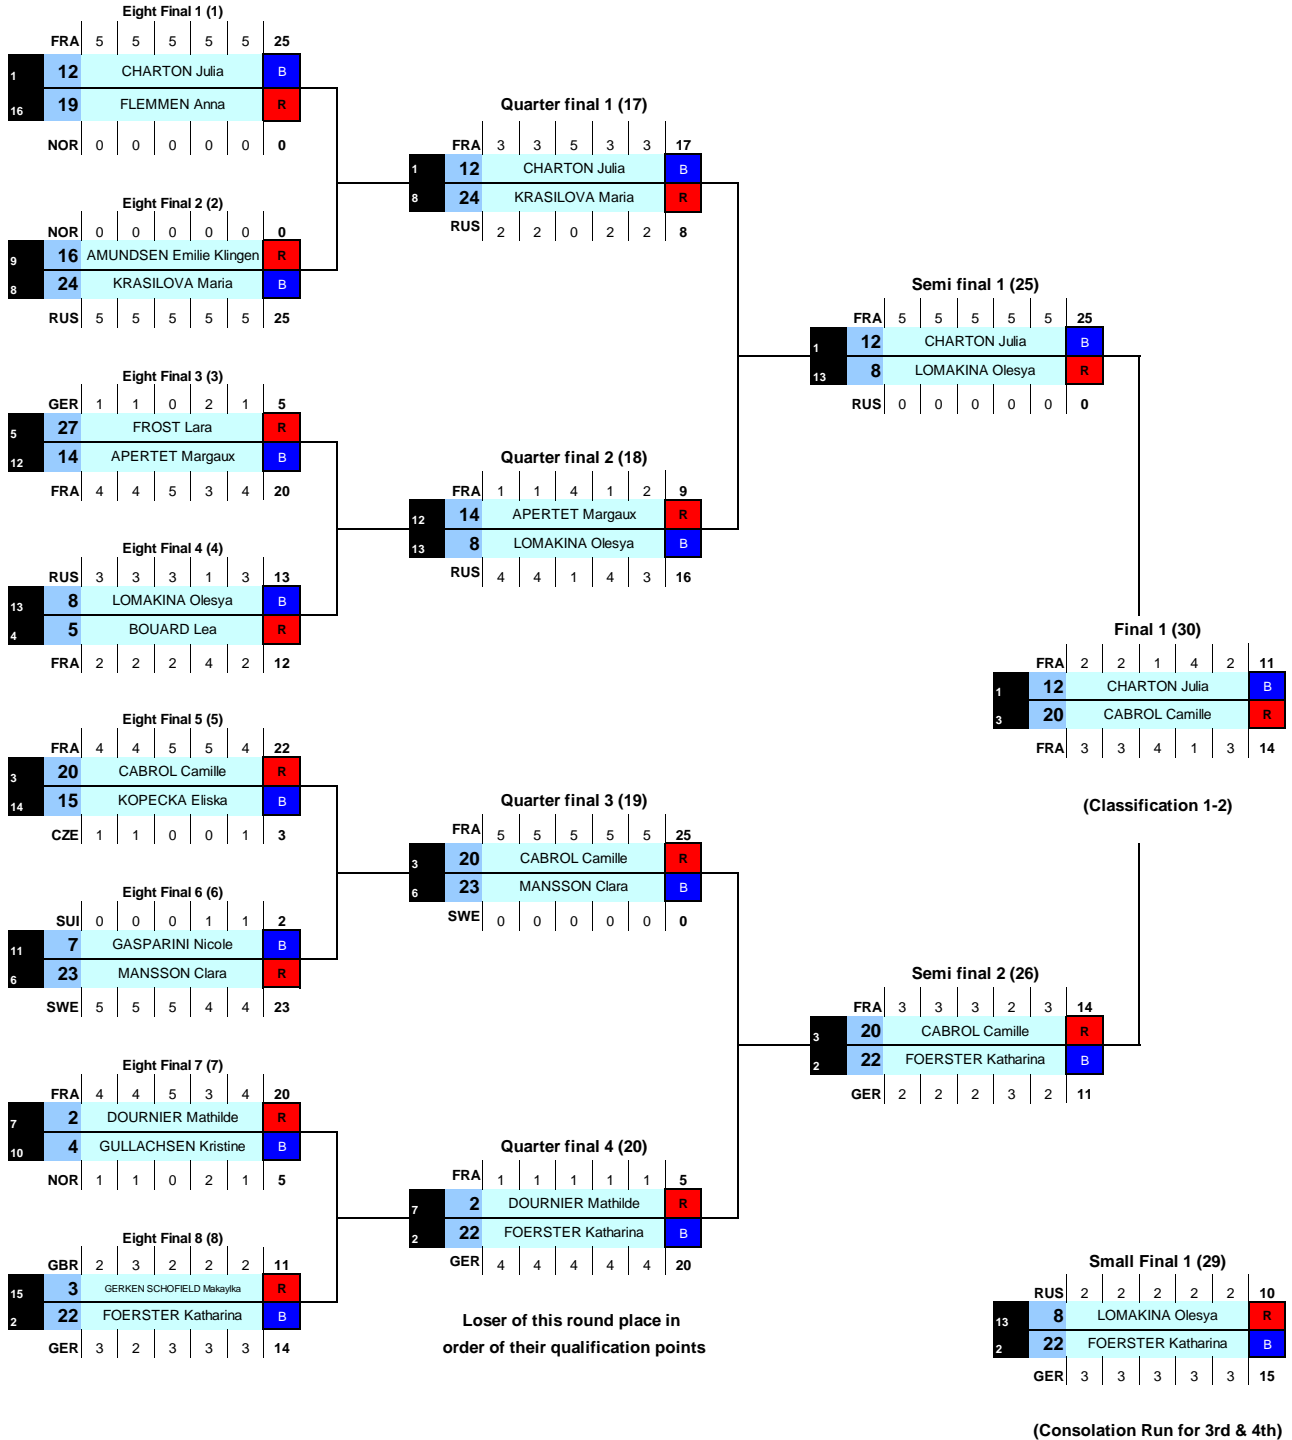 Eight Final 1 (1)
FRA 5 5 5 5 5 25
1 12 CHARTON Julia B
16 19 FLEMMEN Anna R
NOR 0 0 0 0 0 0
Eight Final 2 (2)
NOR 0 0 0 0 0 0
9 16 AMUNDSEN Emilie Klingen R
8 24 KRASILOVA Maria B
RUS 5 5 5 5 5 25
Eight Final 3 (3)
GER 1 1 0 2 1 5
5 27 FROST Lara R
12 14 APERTET Margaux B
FRA 4 4 5 3 4 20
Eight Final 4 (4)
RUS 3 3 3 1 3 13
13 8 LOMAKINA Olesya B
4 5 BOUARD Lea R
FRA 2 2 2 4 2 12
Eight Final 5 (5)
FRA 4 4 5 5 4 22
3 20 CABROL Camille R
14 15 KOPECKA Eliska B
CZE 1 1 0 0 1 3
Eight Final 6 (6)
SUI 0 0 0 1 1 2
11 7 GASPARINI Nicole B
6 23 MANSSON Clara R
SWE 5 5 5 4 4 23
Eight Final 7 (7)
FRA 4 4 5 3 4 20
7 2 DOURNIER Mathilde R
10 4 GULLACHSEN Kristine B
NOR 1 1 0 2 1 5
Eight Final 8 (8)
GBR 2 3 2 2 2 11
15 3 GERKEN SCHOFIELD Makaylka R
2 22 FOERSTER Katharina B
GER 3 2 3 3 3 14
Quarter final 1 (17)
FRA 3 3 5 3 3 17
1 12 CHARTON Julia B
8 24 KRASILOVA Maria R
RUS 2 2 0 2 2 8
Quarter final 2 (18)
FRA 1 1 4 1 2 9
12 14 APERTET Margaux R
13 8 LOMAKINA Olesya B
RUS 4 4 1 4 3 16
Quarter final 3 (19)
FRA 5 5 5 5 5 25
3 20 CABROL Camille R
6 23 MANSSON Clara B
SWE 0 0 0 0 0 0
Quarter final 4 (20)
FRA 1 1 1 1 1 5
7 2 DOURNIER Mathilde R
2 22 FOERSTER Katharina B
GER 4 4 4 4 4 20
Loser of this round place in
order of their qualification points
Semi final 1 (25)
FRA 5 5 5 5 5 25
1 12 CHARTON Julia B
13 8 LOMAKINA Olesya R
RUS 0 0 0 0 0 0
Semi final 2 (26)
FRA 3 3 3 2 3 14
3 20 CABROL Camille R
2 22 FOERSTER Katharina B
GER 2 2 2 3 2 11
Final 1 (30)
FRA 2 2 1 4 2 11
1 12 CHARTON Julia B
3 20 CABROL Camille R
FRA 3 3 4 1 3 14
(Classification 1-2)
Small Final 1 (29)
RUS 2 2 2 2 2 10
13 8 LOMAKINA Olesya R
2 22 FOERSTER Katharina B
GER 3 3 3 3 3 15
(Consolation Run for 3rd & 4th)